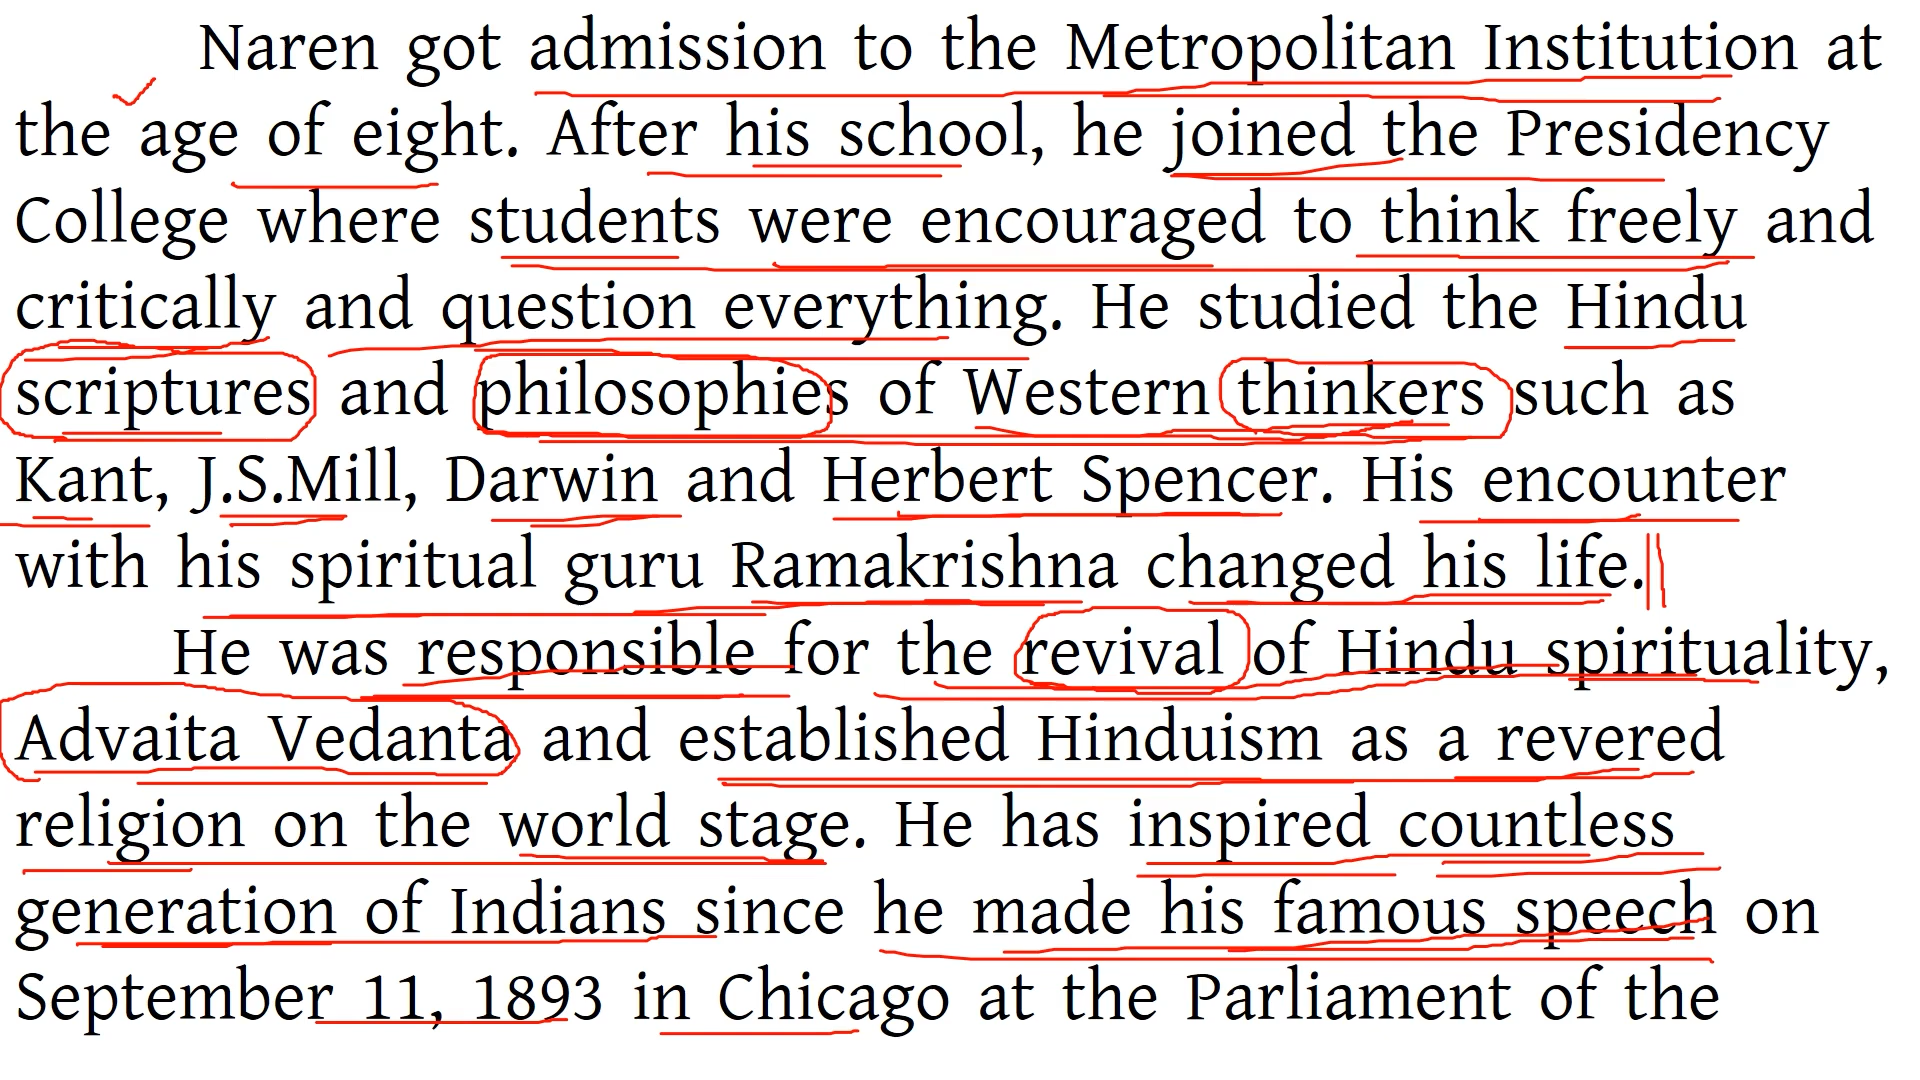 Naren got admission to the Metropolitan Institution at
the age of eight. After his school, he joined the Presidency
College where students were encouraged to think freely and
critically and question everything. He studied the Hindu
scriptures and philosophies of Western thinkers such as
Kant, J.S.Mill, Darwin and Herbert Spencer. His encounter
with his spiritual guru Ramakrishna changed his life.
He was responsible for the revival of Hindu spirituality,
Advaita Vedanta and established Hinduism as a revered
religion on the world stage. He has inspired countless
generation of Indians since he made his famous speech on
September 11, 1893 in Chicago at the Parliament of the